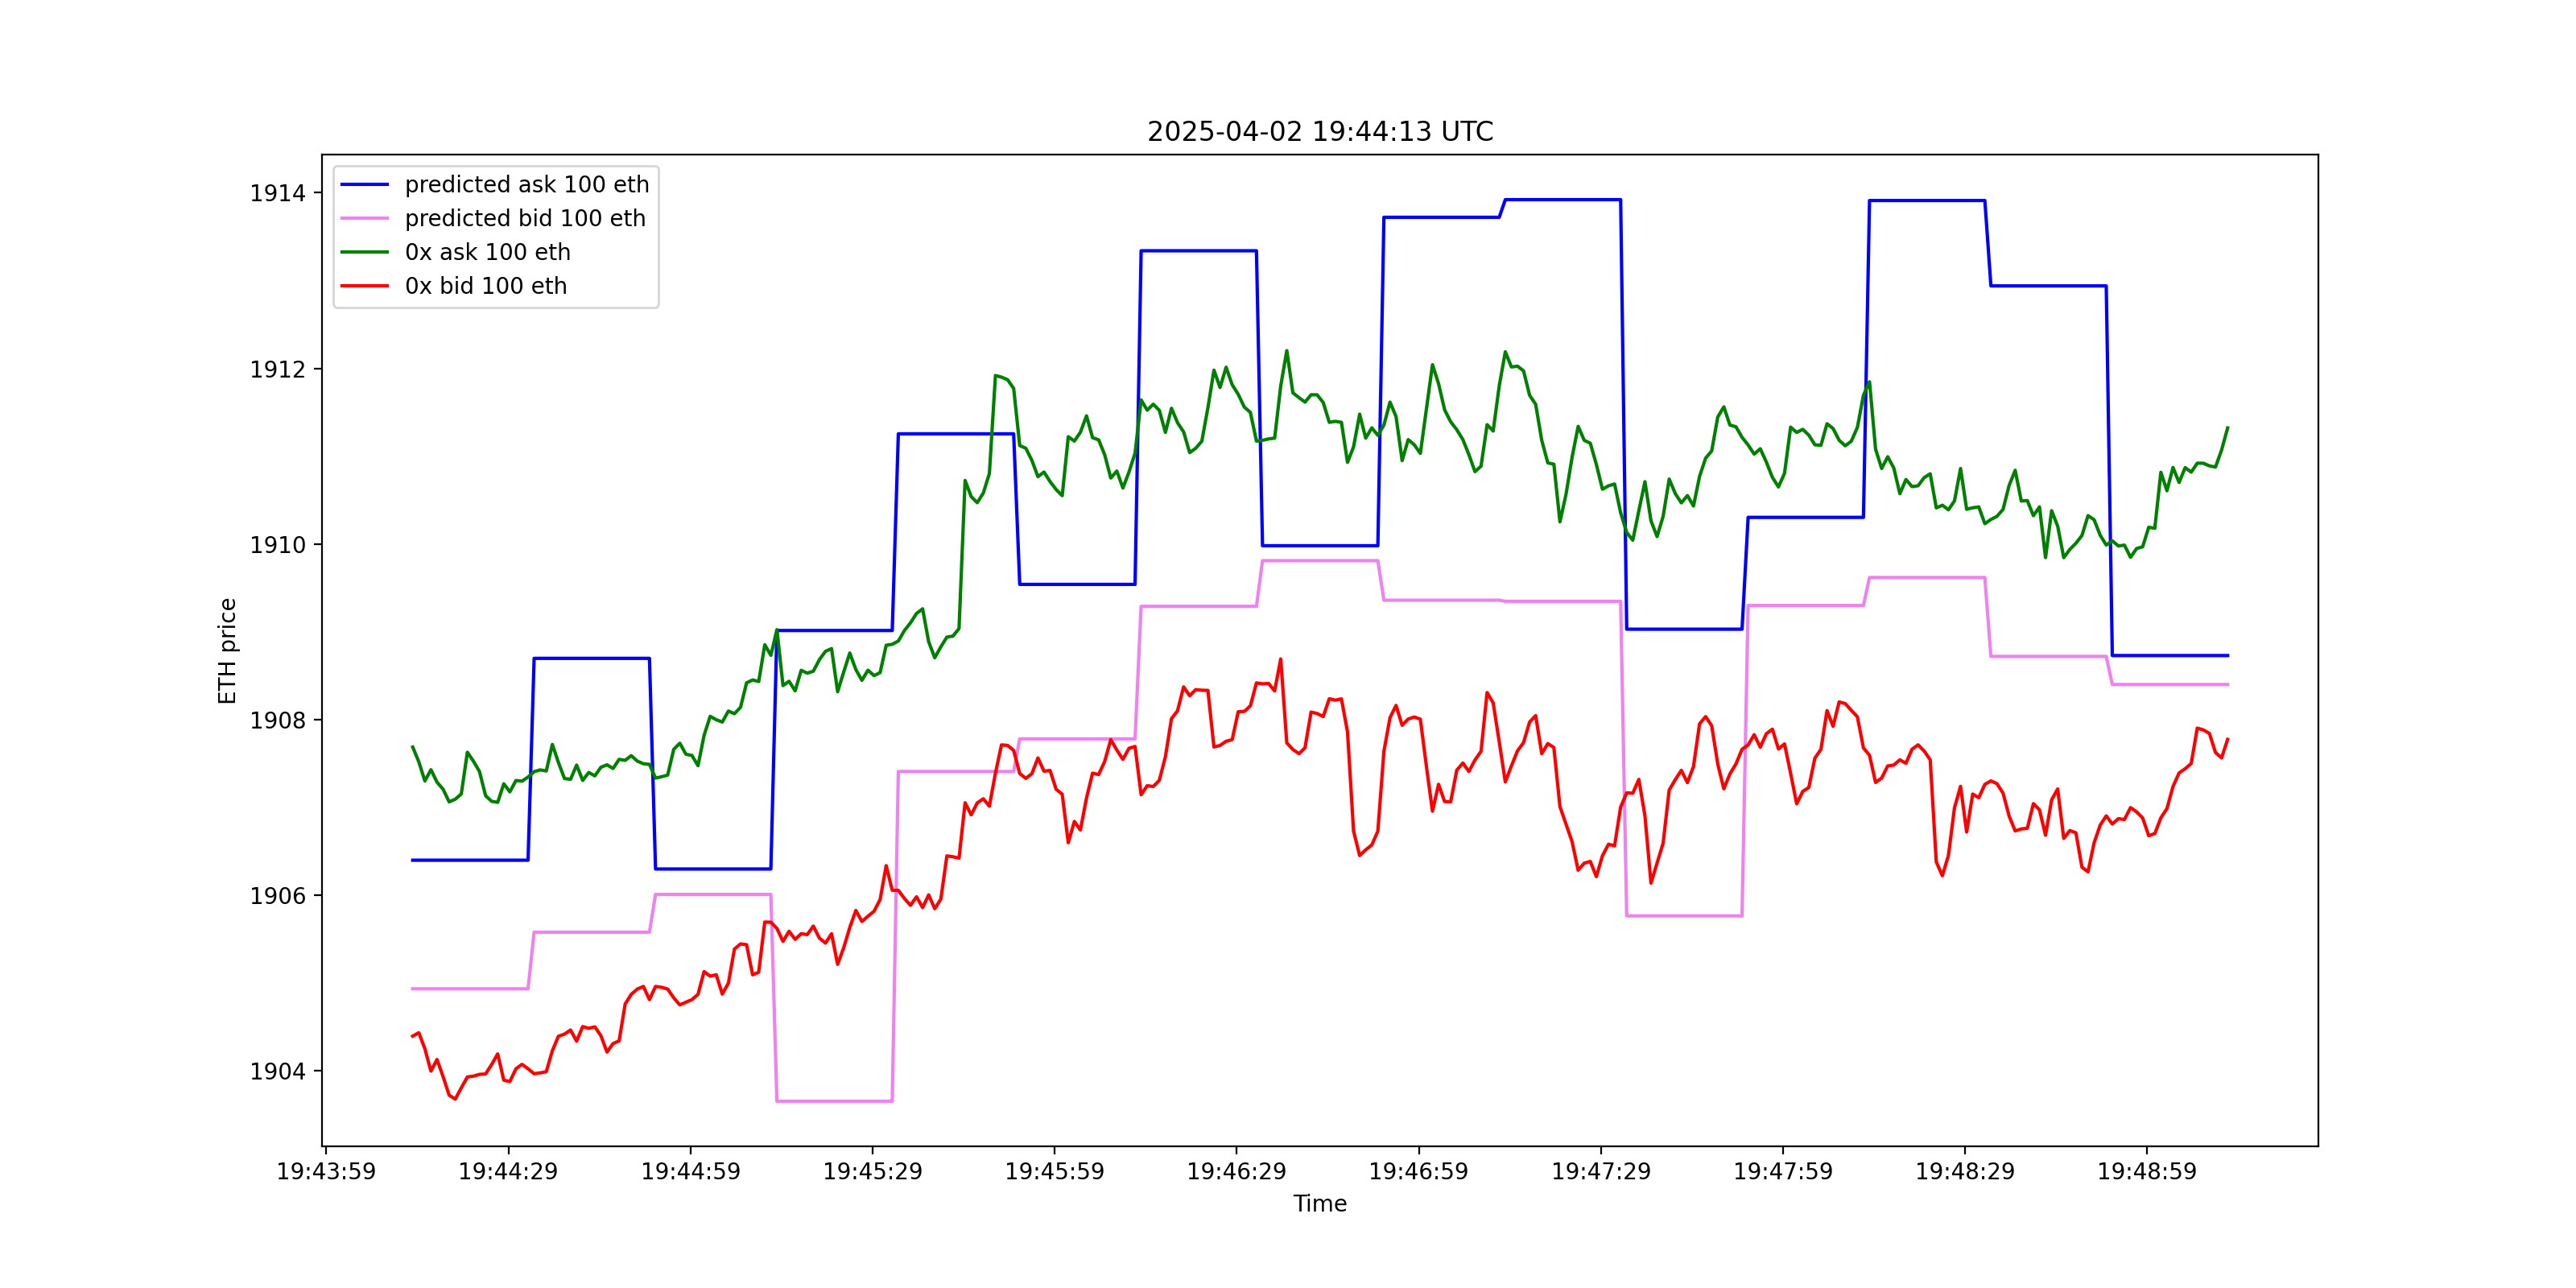 2025-04-02 19:44:13 UTC
predicted ask 100 eth
predicted bid 100 eth
0x ask 100 eth
0x bid 100 eth
1914
1912
1910
1908
1906
1904
ETH price
19:43:59 19:44:29 19:44:59 19:45:29 19:45:59 19:46:29 19:46:59 19:47:29 19:47:59 19:48:29 19:48:59
Time